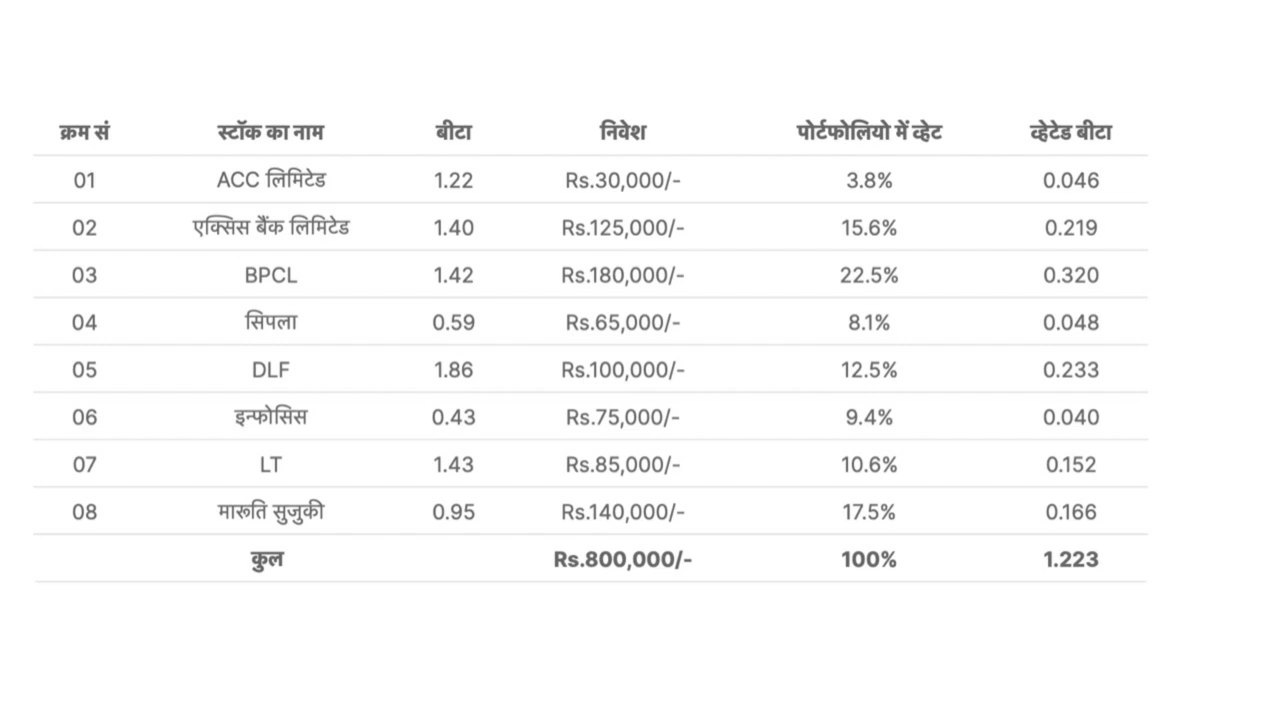 क्रम सं स्टॉक का नाम बीटा निवेश पोर्टफोलियो में व्हेट व्हेटेड बीटा
01 ACC लिमिटेड 1.22 Rs.30,000/- 3.8% 0.046
02 एक्सिस बैंक लिमिटेड 1.40 Rs.125,000/- 15.6% 0.219
03 BPCL 1.42 Rs.180,000/- 22.5% 0.320
04 सिपला 0.59 Rs.65,000/- 8.1% 0.048
05 DLF 1.86 Rs.100,000/- 12.5% 0.233
06 इन्फोसिस 0.43 Rs.75,000/- 9.4% 0.040
07 LT 1.43 Rs.85,000/- 10.6% 0.152
08 मारूति सुजुकी 0.95 Rs.140,000/- 17.5% 0.166
कुल Rs.800,000/- 100% 1.223